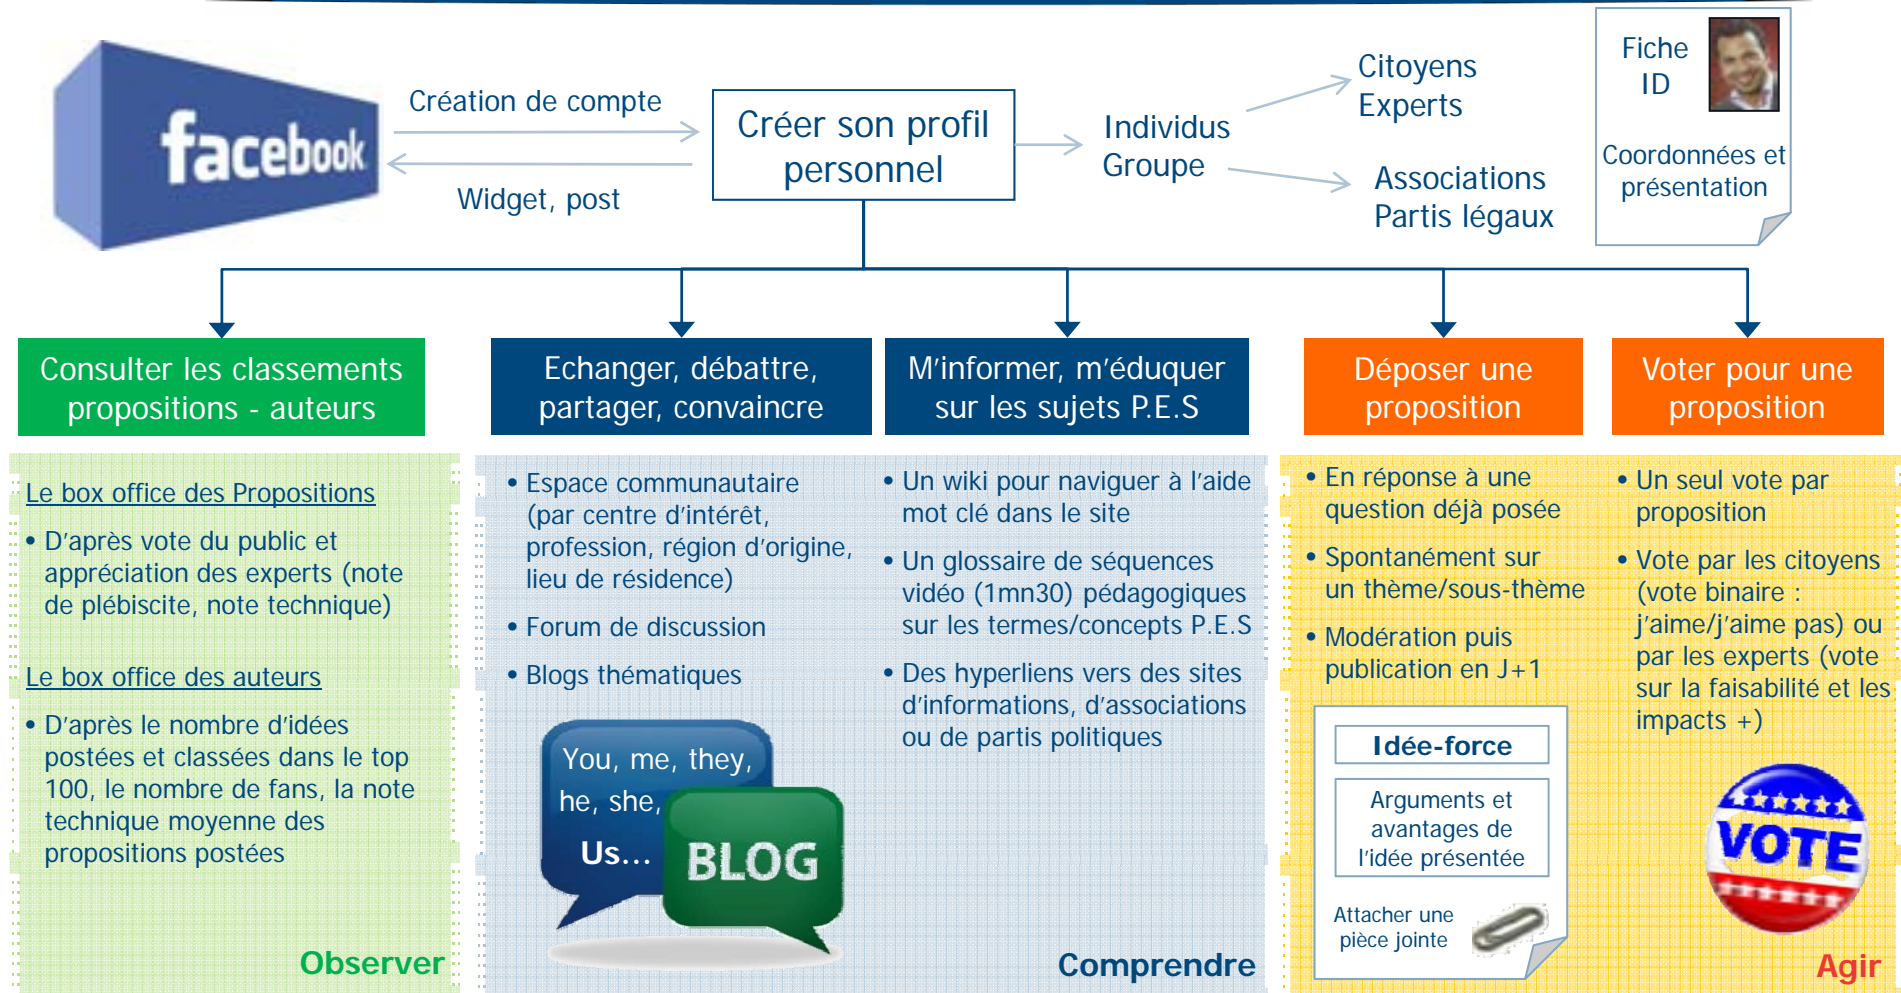 facebook
Création de compte
Widget, post
Créer son profil
personnel
Individus
Groupe
Citoyens
Experts
Associations
Partis légaux
Fiche
ID
Coordonnées et
présentation
Consulter les classements
propositions - auteurs
Le box office des Propositions
• D'après vote du public et
appréciation des experts (note
de plébiscite, note technique)
Le box office des auteurs
• D'après le nombre d'idées
postées et classées dans le top
100, le nombre de fans, la note
technique moyenne des
propositions postées
Observer
Echanger, débattre,
partager, convaincre
• Espace communautaire
(par centre d'intérêt,
profession, région d'origine,
lieu de résidence)
• Forum de discussion
• Blogs thématiques
You, me, they,
he, she,
Us...
BLOG
M'informer, m'éduquer
sur les sujets P.E.S
• Un wiki pour naviguer à l'aide
mot clé dans le site
• Un glossaire de séquences
vidéo (1mn30) pédagogiques
sur les termes/concepts P.E.S
• Des hyperliens vers des sites
d'informations, d'associations
ou de partis politiques
Comprendre
Déposer une
proposition
• En réponse à une
question déjà posée
• Spontanément sur
un thème/sous-thème
• Modération puis
publication en J+1
Idée-force
Arguments et
avantages de
l'idée présentée
Attacher une
pièce jointe
Voter pour une
proposition
• Un seul vote par
proposition
• Vote par les citoyens
(vote binaire :
j'aime/j'aime pas) ou
par les experts (vote
sur la faisabilité et les
impacts +)
VOTE
Agir